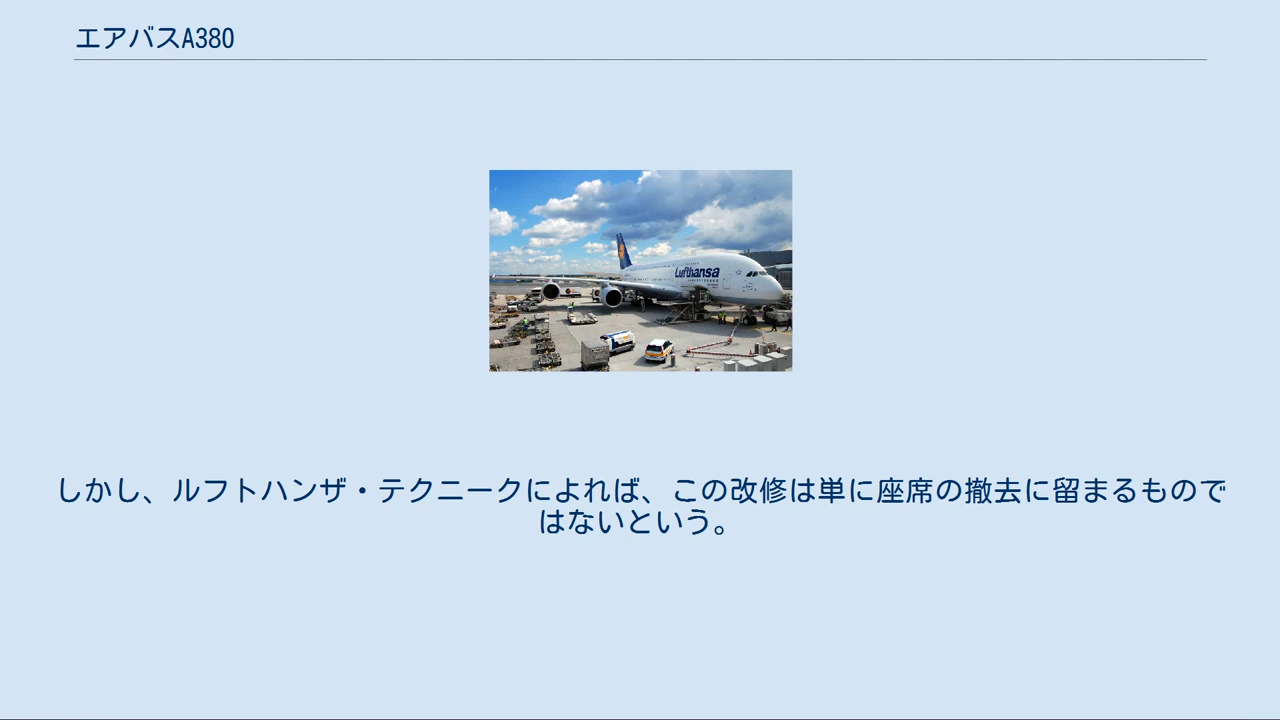 エアバスA380
Lufthansa
しかし、ルフトハンザ・テクニークによれば、この改修は単に座席の撤去に留まるもので
はないという。